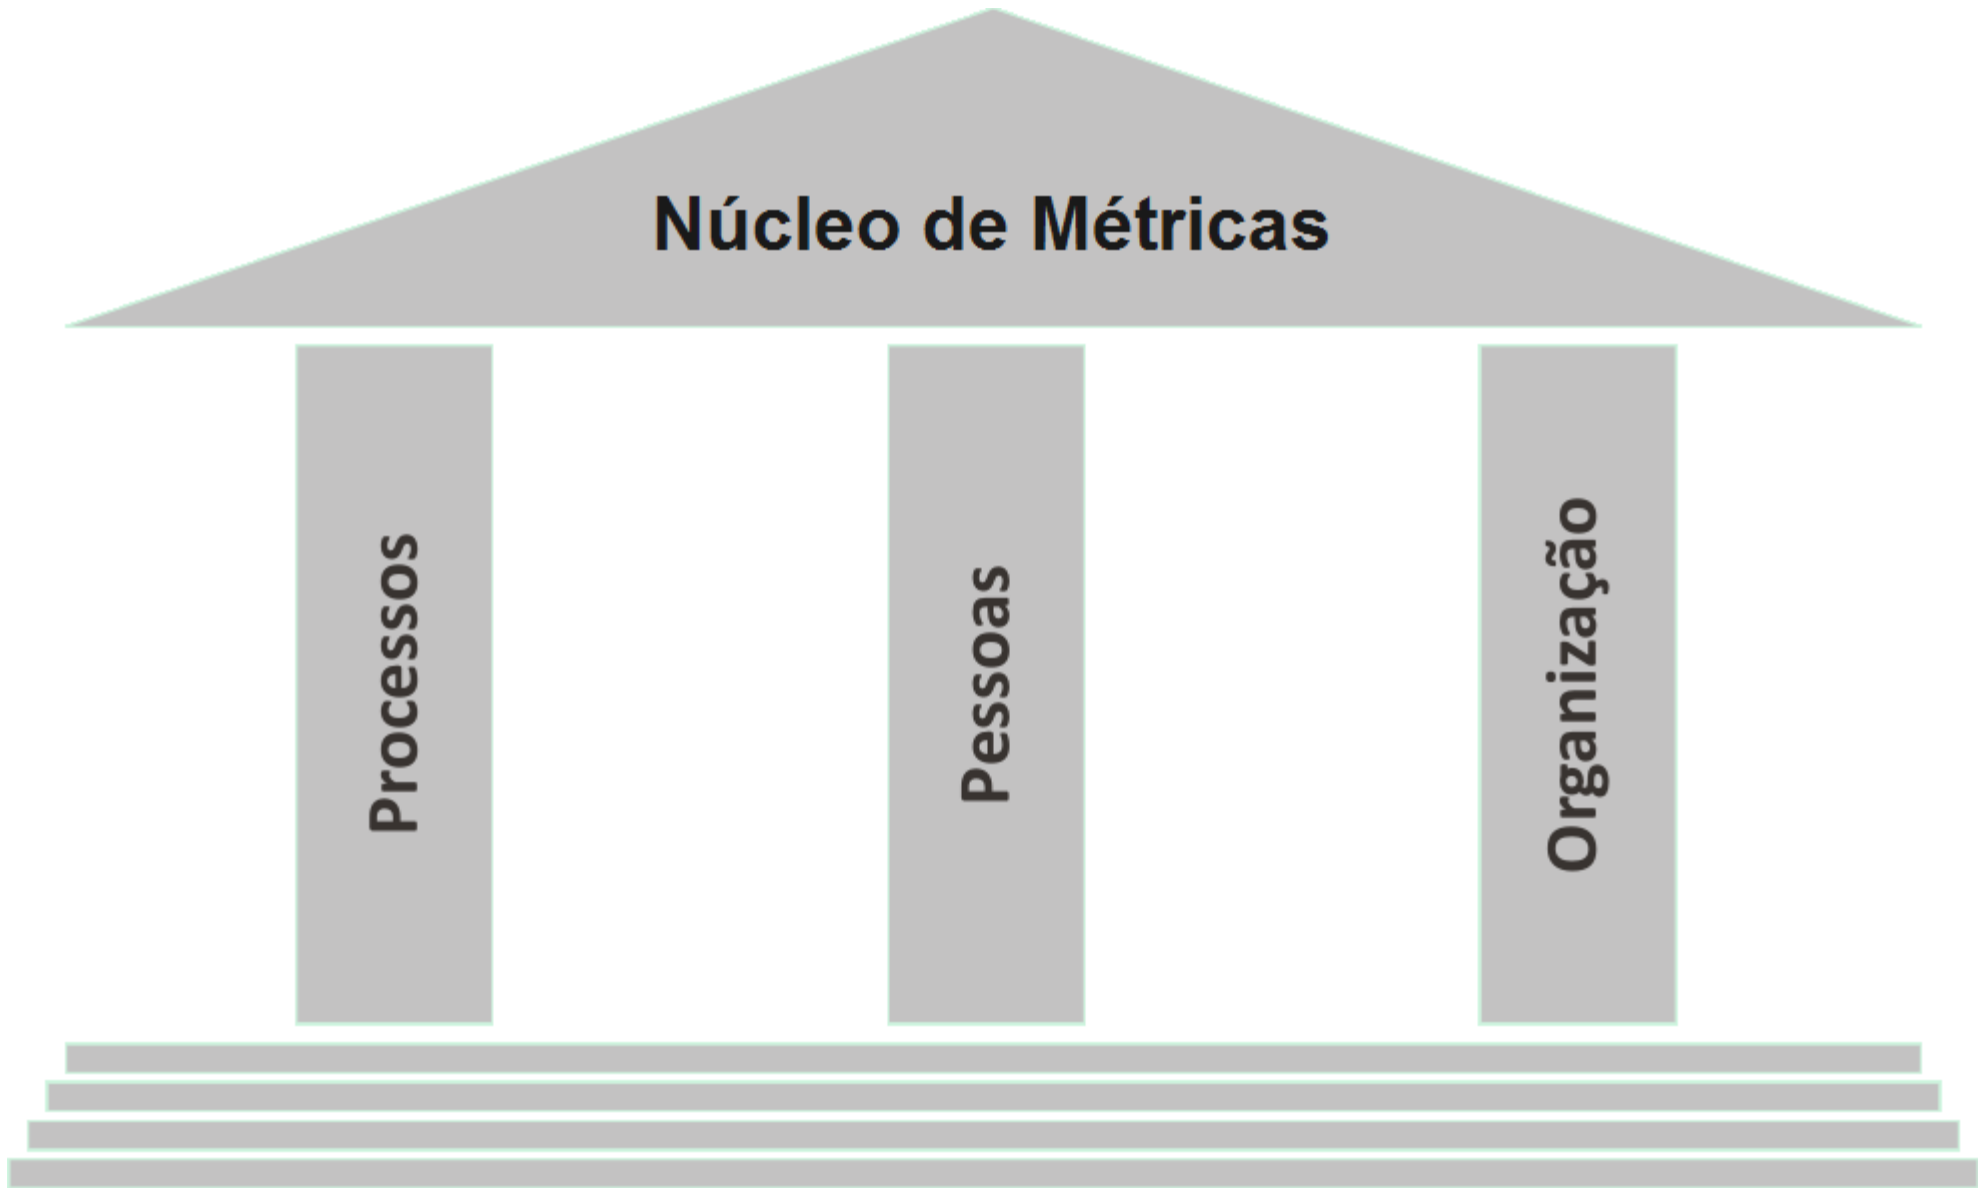 Núcleo de Métricas
Processos
Pessoas
Organização